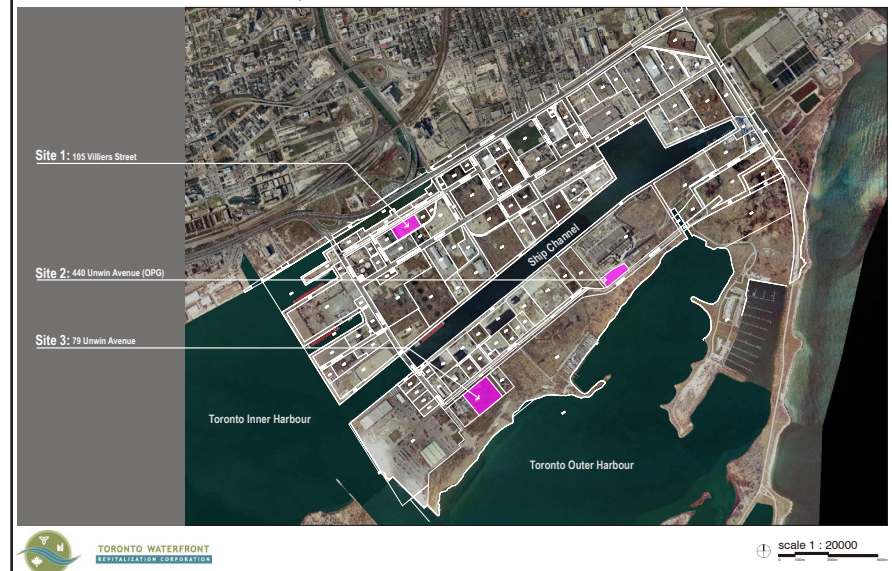 Site 1: 105 Villiers Street
Site 2: 440 Unwin Avenue (OPG)
Ship Channel
Site 3: 79 Unwin Avenue
Toronto Inner Harbour
Toronto Outer Harbour
TORONTO WATERFRONT
REVITALIZATION CORPORATION
scale 1 : 20000